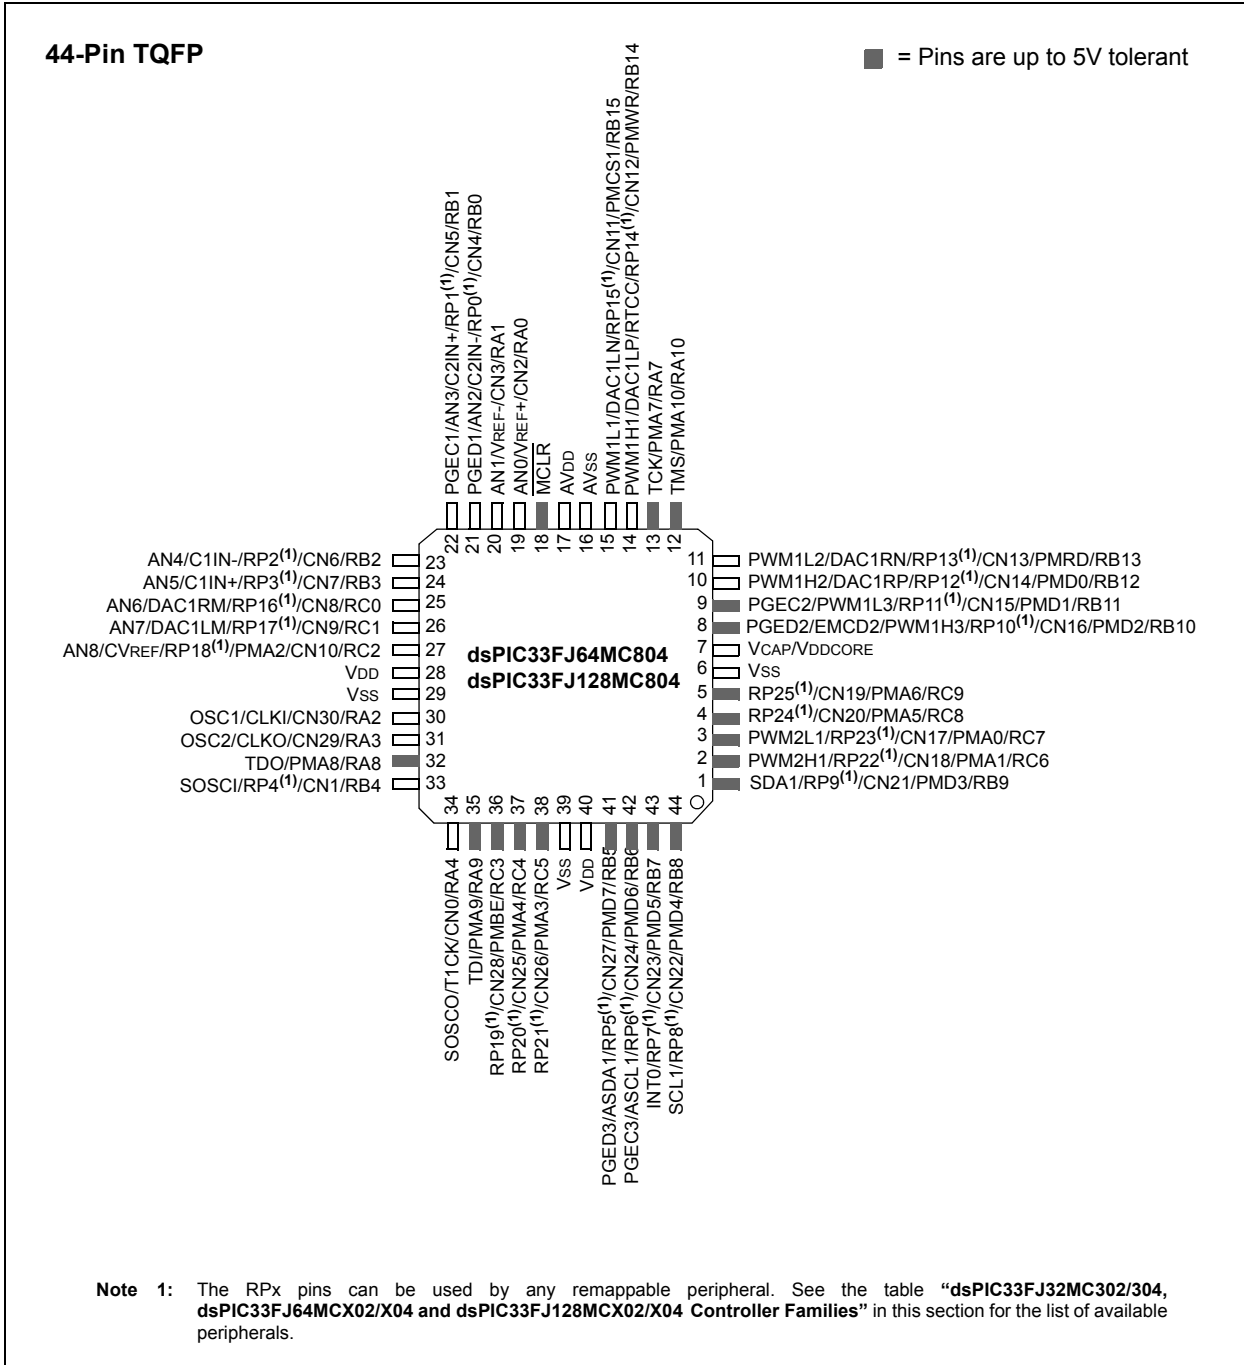 44-Pin TQFP
= Pins are up to 5V tolerant
PGEC1/AN3/C2IN+/RP1(1)/CN5/RB1
PGED1/AN2/C2IN-/RP0(1)/CN4/RB0
AN1/VREF-/CN3/RA1
AN0/VREF+/CN2/RA0
MCLR
AVDD
AVSS
PWM1L1/DAC1LN/RP15(1)/CN11/PMCS1/RB15
PWM1H1/DAC1LP/RTCC/RP14(1)/CN12/PMWR/RB14
TCK/PMA7/RA7
TMS/PMA10/RA10
22 21 20 19 18 17 16 15 14 13 12
AN4/C1IN-/RP2(1)/CN6/RB2 23
AN5/C1IN+/RP3(1)/CN7/RB3 24
AN6/DAC1RM/RP16(1)/CN8/RC0 25
AN7/DAC1LM/RP17(1)/CN9/RC1 26
AN8/CVREF/RP18(1)/PMA2/CN10/RC2 27
VDD 28
VSS 29
OSC1/CLKI/CN30/RA2 30
OSC2/CLKO/CN29/RA3 31
TDO/PMA8/RA8 32
SOSCI/RP4(1)/CN1/RB4 33
dsPIC33FJ64MC804
dsPIC33FJ128MC804
11 PWM1L2/DAC1RN/RP13(1)/CN13/PMRD/RB13
10 PWM1H2/DAC1RP/RP12(1)/CN14/PMD0/RB12
9 PGEC2/PWM1L3/RP11(1)/CN15/PMD1/RB11
8 PGED2/EMCD2/PWM1H3/RP10(1)/CN16/PMD2/RB10
7 VCAP/VDDCORE
6 VSS
5 RP25(1)/CN19/PMA6/RC9
4 RP24(1)/CN20/PMA5/RC8
3 PWM2L1/RP23(1)/CN17/PMA0/RC7
2 PWM2H1/RP22(1)/CN18/PMA1/RC6
1 SDA1/RP9(1)/CN21/PMD3/RB9
34 35 36 37 38 39 40 41 42 43 44
SOSCO/T1CK/CN0/RA4
TDI/PMA9/RA9
RP19(1)/CN28/PMBE/RC3
RP20(1)/CN25/PMA4/RC4
RP21(1)/CN26/PMA3/RC5
VSS
VDD
PGED3/ASDA1/RP5(1)/CN27/PMD7/RB5
PGEC3/ASCL1/RP6(1)/CN24/PMD6/RB6
INT0/RP7(1)/CN23/PMD5/RB7
SCL1/RP8(1)/CN22/PMD4/RB8
Note 1: The RPx pins can be used by any remappable peripheral. See the table “dsPIC33FJ32MC302/304,
dsPIC33FJ64MCX02/X04 and dsPIC33FJ128MCX02/X04 Controller Families” in this section for the list of available
peripherals.